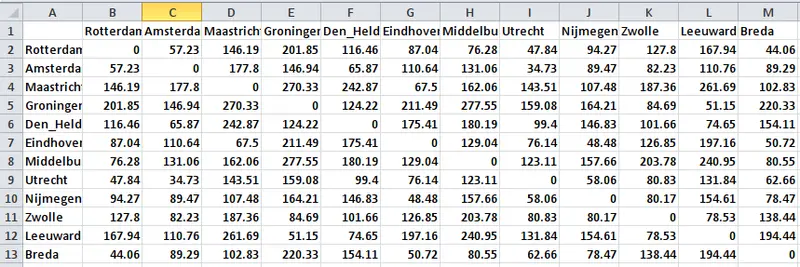 A B C D E F G H I J K L M
1 Rotterdam Amsterda Maastricht Groningen Den_Held Eindhoven Middelbu Utrecht Nijmegen Zwolle Leeuward Breda
2 Rotterdam 0 57.23 146.19 201.85 116.46 87.04 76.28 47.84 94.27 127.8 167.94 44.06
3 Amsterda 57.23 0 177.8 146.94 65.87 110.64 131.06 34.73 89.47 82.23 110.76 89.29
4 Maastricht 146.19 177.8 0 270.33 242.87 67.5 162.06 143.51 107.48 187.36 261.69 102.83
5 Groningen 201.85 146.94 270.33 0 124.22 211.49 277.55 159.08 164.21 84.69 51.15 220.33
6 Den_Held 116.46 65.87 242.87 124.22 0 175.41 180.19 99.4 146.83 101.66 74.65 154.11
7 Eindhoven 87.04 110.64 67.5 211.49 175.41 0 129.04 76.14 48.48 126.85 197.16 50.72
8 Middelbu 76.28 131.06 162.06 277.55 180.19 129.04 0 123.11 157.66 203.78 240.95 80.55
9 Utrecht 47.84 34.73 143.51 159.08 99.4 76.14 123.11 0 58.06 80.83 131.84 62.66
10 Nijmegen 94.27 89.47 107.48 164.21 146.83 48.48 157.66 58.06 0 80.17 154.61 78.47
11 Zwolle 127.8 82.23 187.36 84.69 101.66 126.85 203.78 80.83 80.17 0 78.53 138.44
12 Leeuward 167.94 110.76 261.69 51.15 74.65 197.16 240.95 131.84 154.61 78.53 0 194.44
13 Breda 44.06 89.29 102.83 220.33 154.11 50.72 80.55 62.66 78.47 138.44 194.44 0